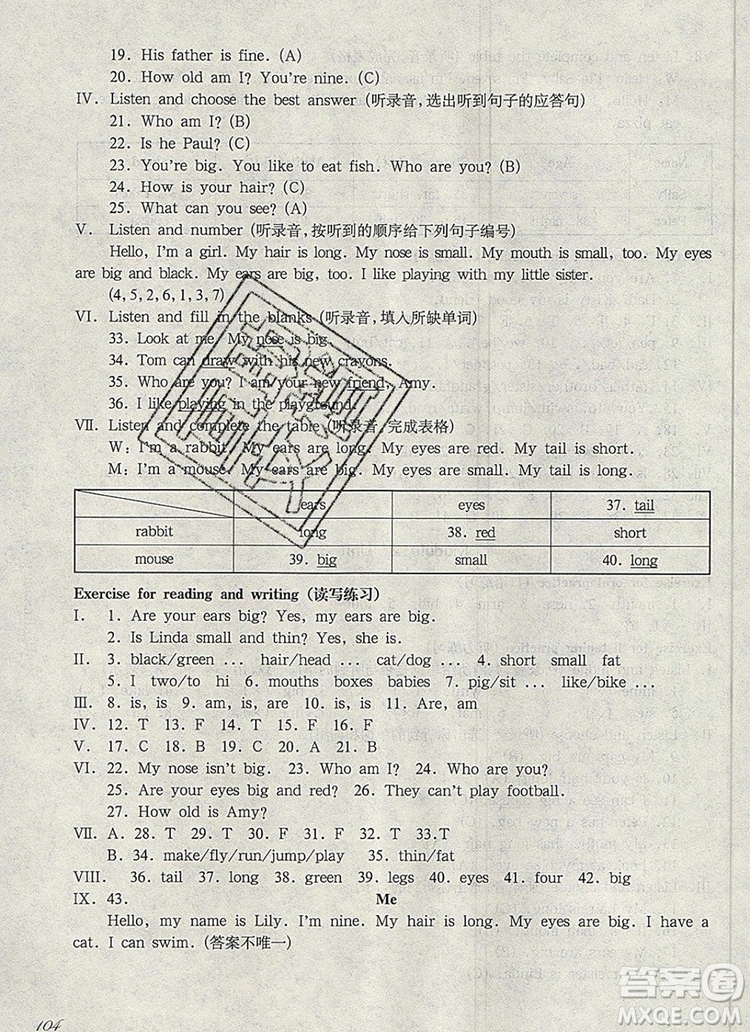 19. His father is fine. (A)
20. How old am I? You're nine. (C)
IV. Listen and choose the best answer (听录音,选出听到句子的应答句)
21. Who am I? (B)
22. Is he Paul? (C)
23. You're big. You like to eat fish. Who are you? (B)
24. How is your hair? (C)
25. What can you see? (A)
V. Listen and number (听录音,按听到的顺序给下列句子编号)
Hello, I'm a girl. My hair is long. My nose is small. My mouth is small, too. My eyes
are big and black. My ears are big, too. I like playing with my little sister.
(4, 5, 2, 6, 1, 3, 7)
VI. Listen and fill in the blanks (听录音,填入所缺单词)
33. Look at me. My nose is big.
34. Tom can draw with his new crayons.
35. Who are you? I am your new friend, Amy.
36. I like playing in the playground.
VII. Listen and complete the table (听录音,完成表格)
W: I'm a rabbit. My ears are long. My eyes are red. My tail is short.
M: I'm a mouse. My ears are big. My eyes are small. My tail is long.
ears eyes 37. tail
rabbit long 38. red short
mouse 39. big small 40. long
Exercise for reading and writing (读写练习)
I. 1. Are your ears big? Yes, my ears are big.
2. Is Linda small and thin? Yes, she is.
II. 3. black/green ... hair/head ... cat/dog ... 4. short small fat
5. I two/to hi 6. mouths boxes babies 7. pig/sit ... like/bike ...
III. 8. is, is 9. am, is 10. is, is 11. Are, am
IV. 12. T 13. F 14. T 15. F 16. F
V. 17. C 18. D 19. A 20. A 21. B
VI. 22. My nose isn't big. 23. Who am I? 24. Who are you?
25. Are your eyes big and red? 26. They can't play football.
27. How old is Amy?
VII. A. 28. T 29. T 30. F 31. F 32. T 33. T
B. 34. make/fly/run/jump/play 35. thin/fat
VIII. 36. tail 37. long 38. green 39. legs 40. eyes 41. four 42. big
IX. 43. Me
Hello, my name is Lily. I'm nine. My hair is long. My eyes are big. I have a
cat. I can swim. (答案不唯一)
104
答案圈
MXQE.COM